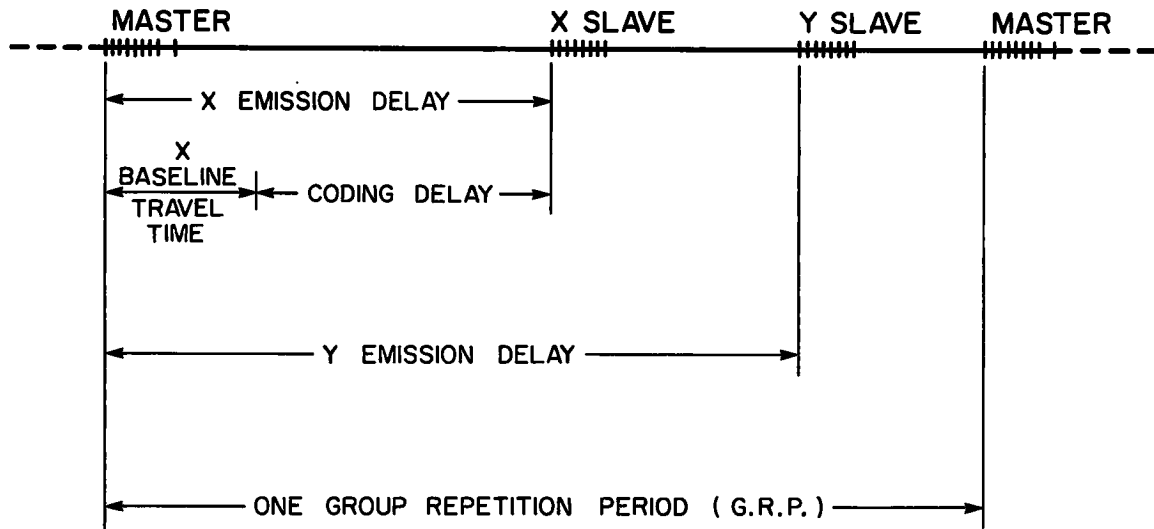 MASTER X SLAVE Y SLAVE MASTER
X EMISSION DELAY
X
BASELINE
TRAVEL
TIME
CODING DELAY
Y EMISSION DELAY
ONE GROUP REPETITION PERIOD (G.R.P.)